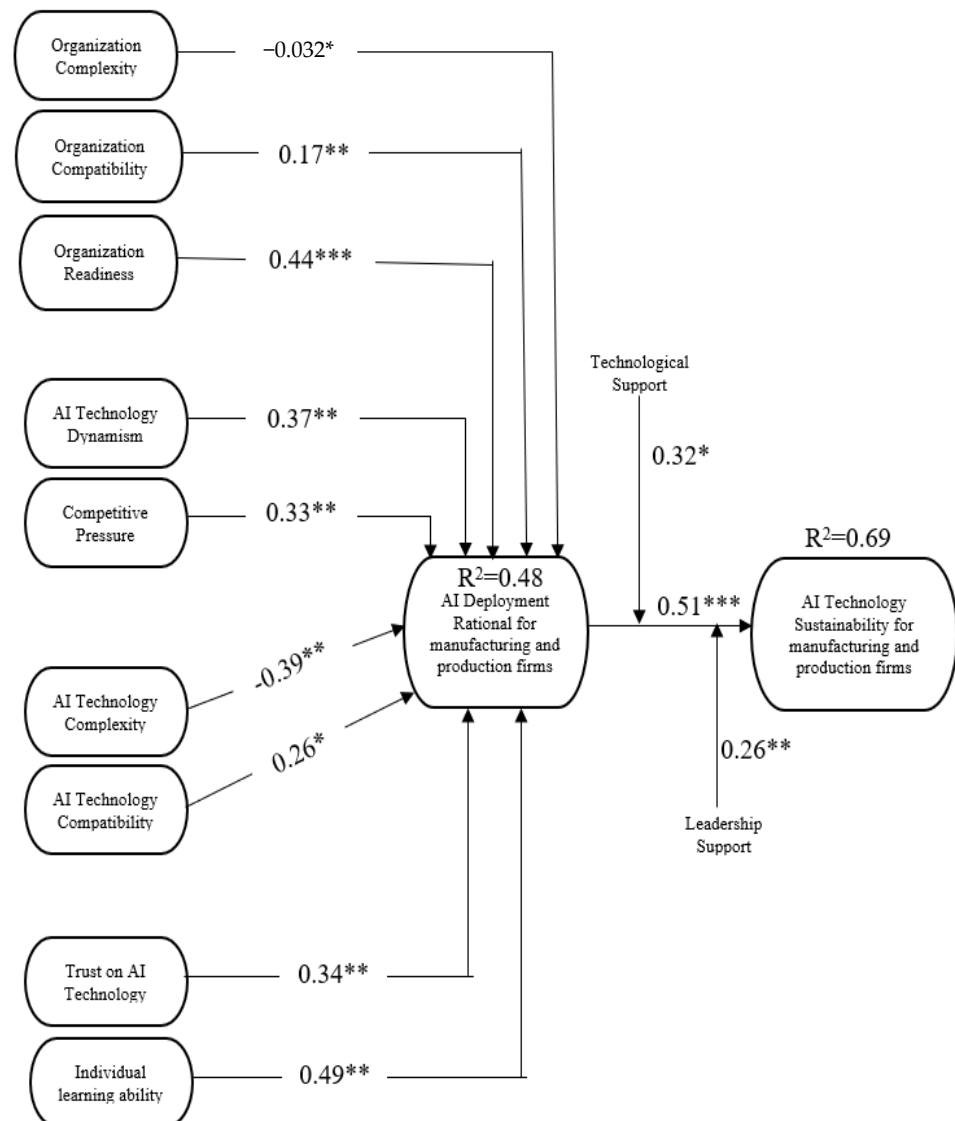 Organization
Complexity
−0.032*
Organization
Compatibility
0.17**
Organization
Readiness
0.44***
Technological
Support
AI Technology
Dynamism
0.37**
0.32*
Competitive
Pressure
0.33**
R²=0.48
AI Deployment
Rational for
manufacturing and
production firms
0.51***
R²=0.69
AI Technology
Sustainability for
manufacturing and
production firms
AI Technology
Complexity
-0.39**
AI Technology
Compatibility
0.26*
0.26**
Leadership
Support
Trust on AI
Technology
0.34**
Individual
learning ability
0.49**